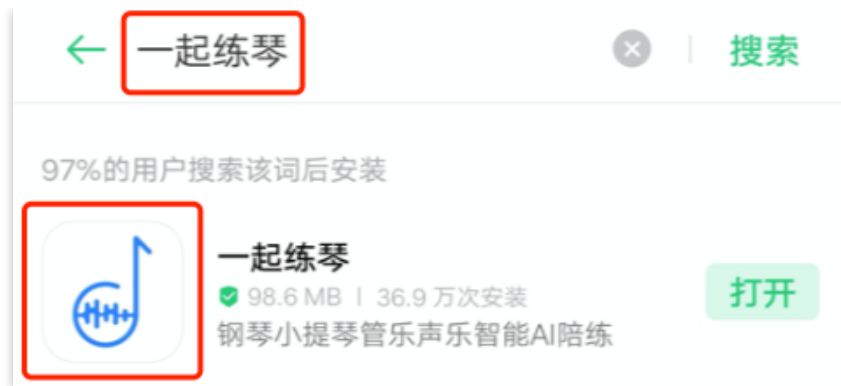 一起练琴 搜索
97%的用户搜索该词后安装
一起练琴
98.6 MB | 36.9 万次安装
打开
钢琴小提琴管乐声乐智能AI陪练